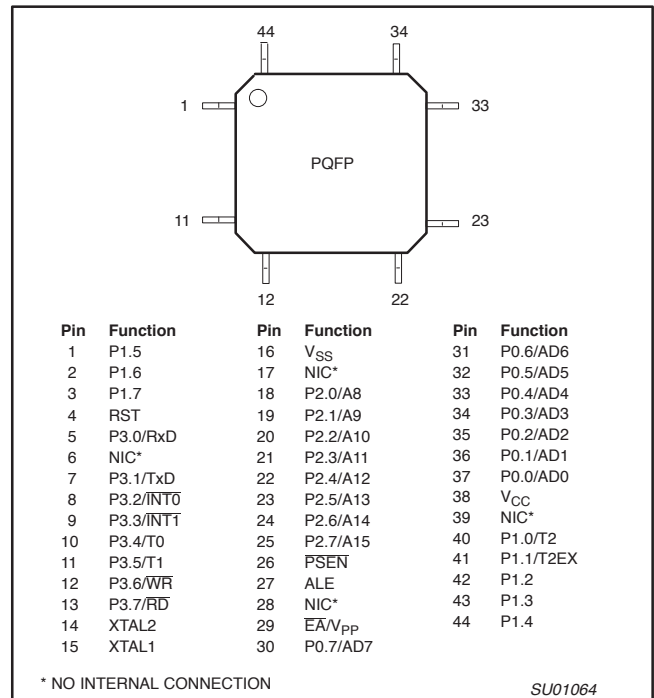 44 34
1 33
PQFP
11 23
12 22
Pin Function Pin Function Pin Function
1 P1.5 16 VSS 31 P0.6/AD6
2 P1.6 17 NIC* 32 P0.5/AD5
3 P1.7 18 P2.0/A8 33 P0.4/AD4
4 RST 19 P2.1/A9 34 P0.3/AD3
5 P3.0/RxD 20 P2.2/A10 35 P0.2/AD2
6 NIC* 21 P2.3/A11 36 P0.1/AD1
7 P3.1/TxD 22 P2.4/A12 37 P0.0/AD0
8 P3.2/INT0 23 P2.5/A13 38 VCC
9 P3.3/INT1 24 P2.6/A14 39 NIC*
10 P3.4/T0 25 P2.7/A15 40 P1.0/T2
11 P3.5/T1 26 PSEN 41 P1.1/T2EX
12 P3.6/WR 27 ALE 42 P1.2
13 P3.7/RD 28 NIC* 43 P1.3
14 XTAL2 29 EA/VPP 44 P1.4
15 XTAL1 30 P0.7/AD7
* NO INTERNAL CONNECTION
SU01064